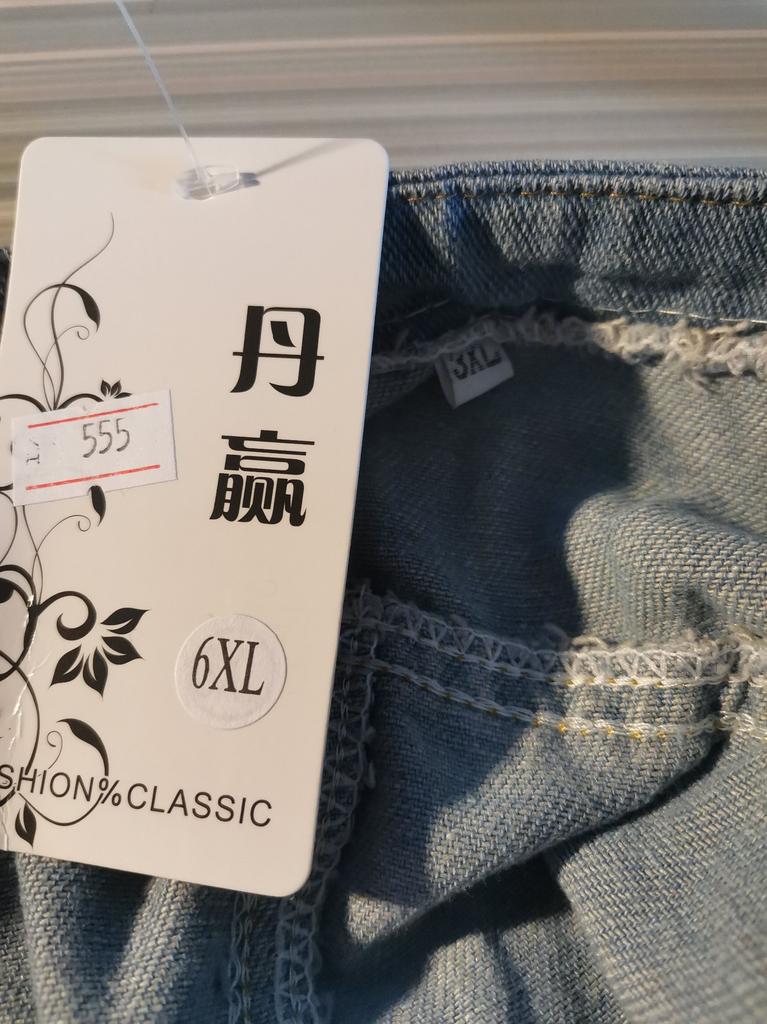 丹
赢
555
3XL
6XL
SHION%CLASSIC